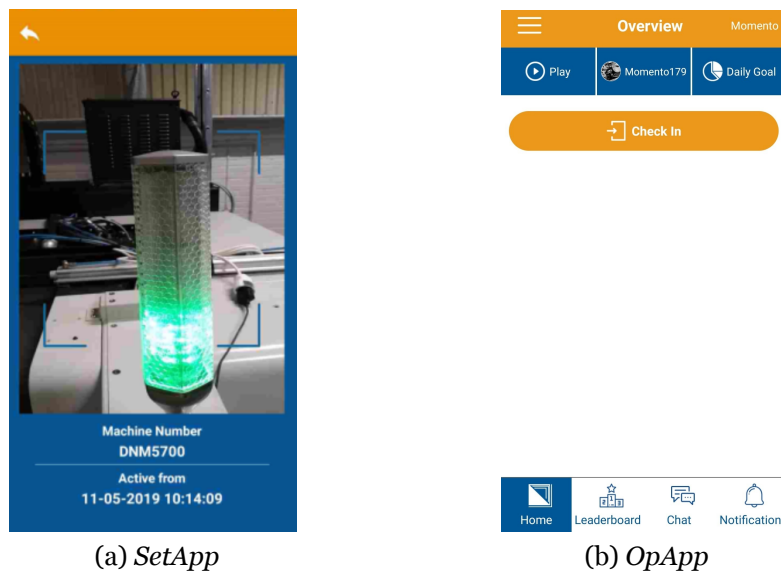 Machine Number
DNM5700
Active from
11-05-2019 10:14:09
(a) SetApp
Overview
Momento
Play
Momento179
Daily Goal
Check In
Home
Leaderboard
Chat
Notification
(b) OpApp